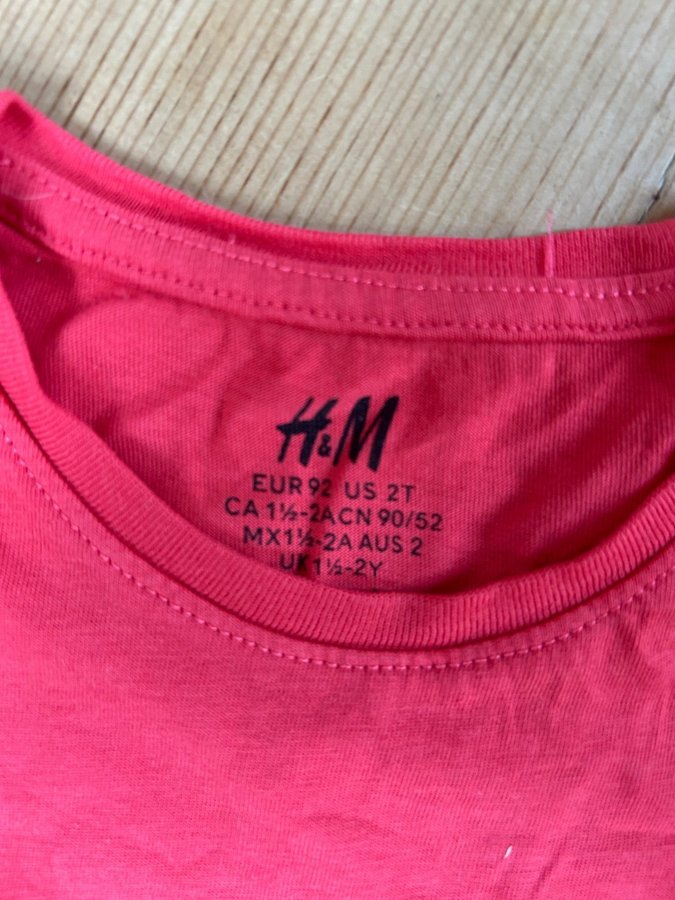 H&M
EUR 92 US 2T
CA 1½-2A CN 90/52
MX 1½-2A AUS 2
UK 1½-2Y